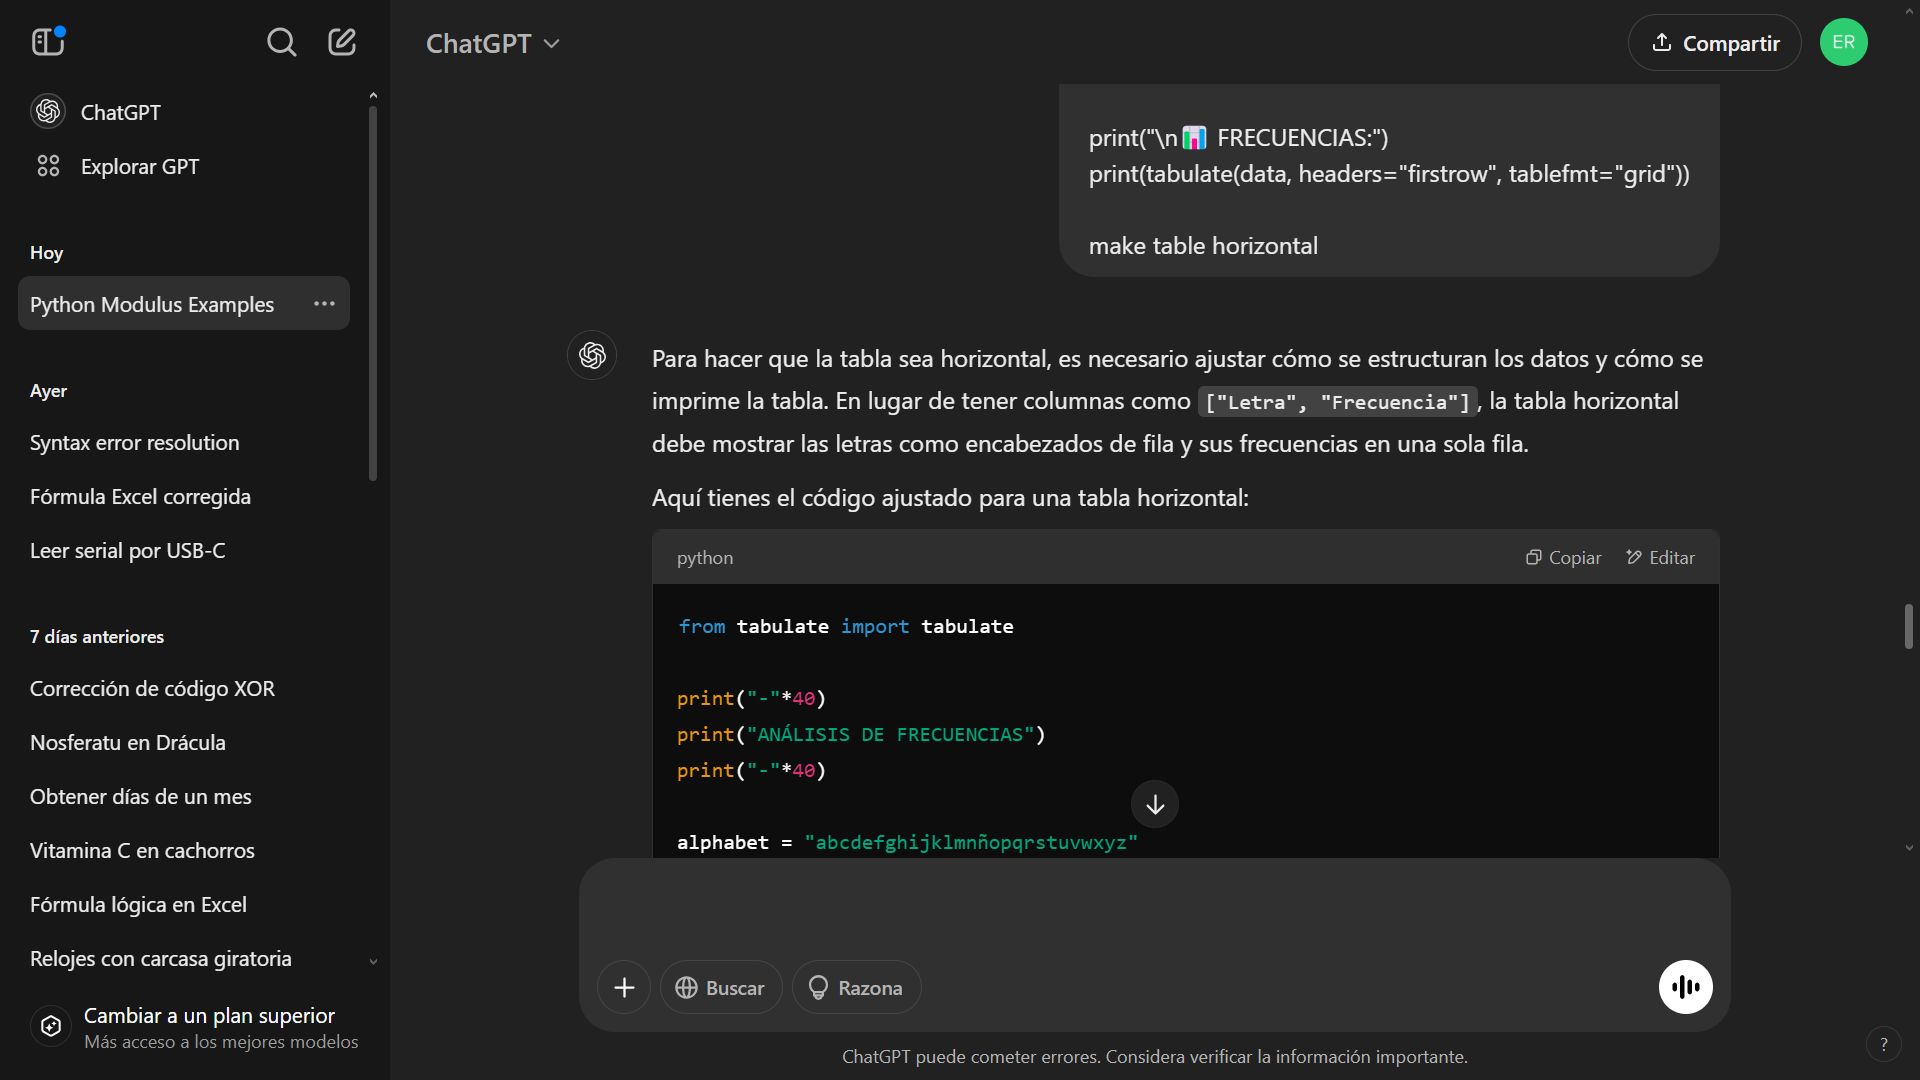 ChatGPT
Explorar GPT
Hoy
Python Modulus Examples
Ayer
Syntax error resolution
Fórmula Excel corregida
Leer serial por USB-C
7 días anteriores
Corrección de código XOR
Nosferatu en Drácula
Obtener días de un mes
Vitamina C en cachorros
Fórmula lógica en Excel
Relojes con carcasa giratoria
Cambiar a un plan superior
Más acceso a los mejores modelos
ChatGPT
Compartir
ER
print("\n📊 FRECUENCIAS:")
print(tabulate(data, headers="firstrow", tablefmt="grid"))
make table horizontal
Para hacer que la tabla sea horizontal, es necesario ajustar cómo se estructuran los datos y cómo se
imprime la tabla. En lugar de tener columnas como ["Letra", "Frecuencia"], la tabla horizontal
debe mostrar las letras como encabezados de fila y sus frecuencias en una sola fila.
Aquí tienes el código ajustado para una tabla horizontal:
python
Copiar
Editar
from tabulate import tabulate
print("-"*40)
print("ANÁLISIS DE FRECUENCIAS")
print("-"*40)
alphabet = "abcdefghijklmnñopqrstuvwxyz"
Buscar
Razona
ChatGPT puede cometer errores. Considera verificar la información importante.
?